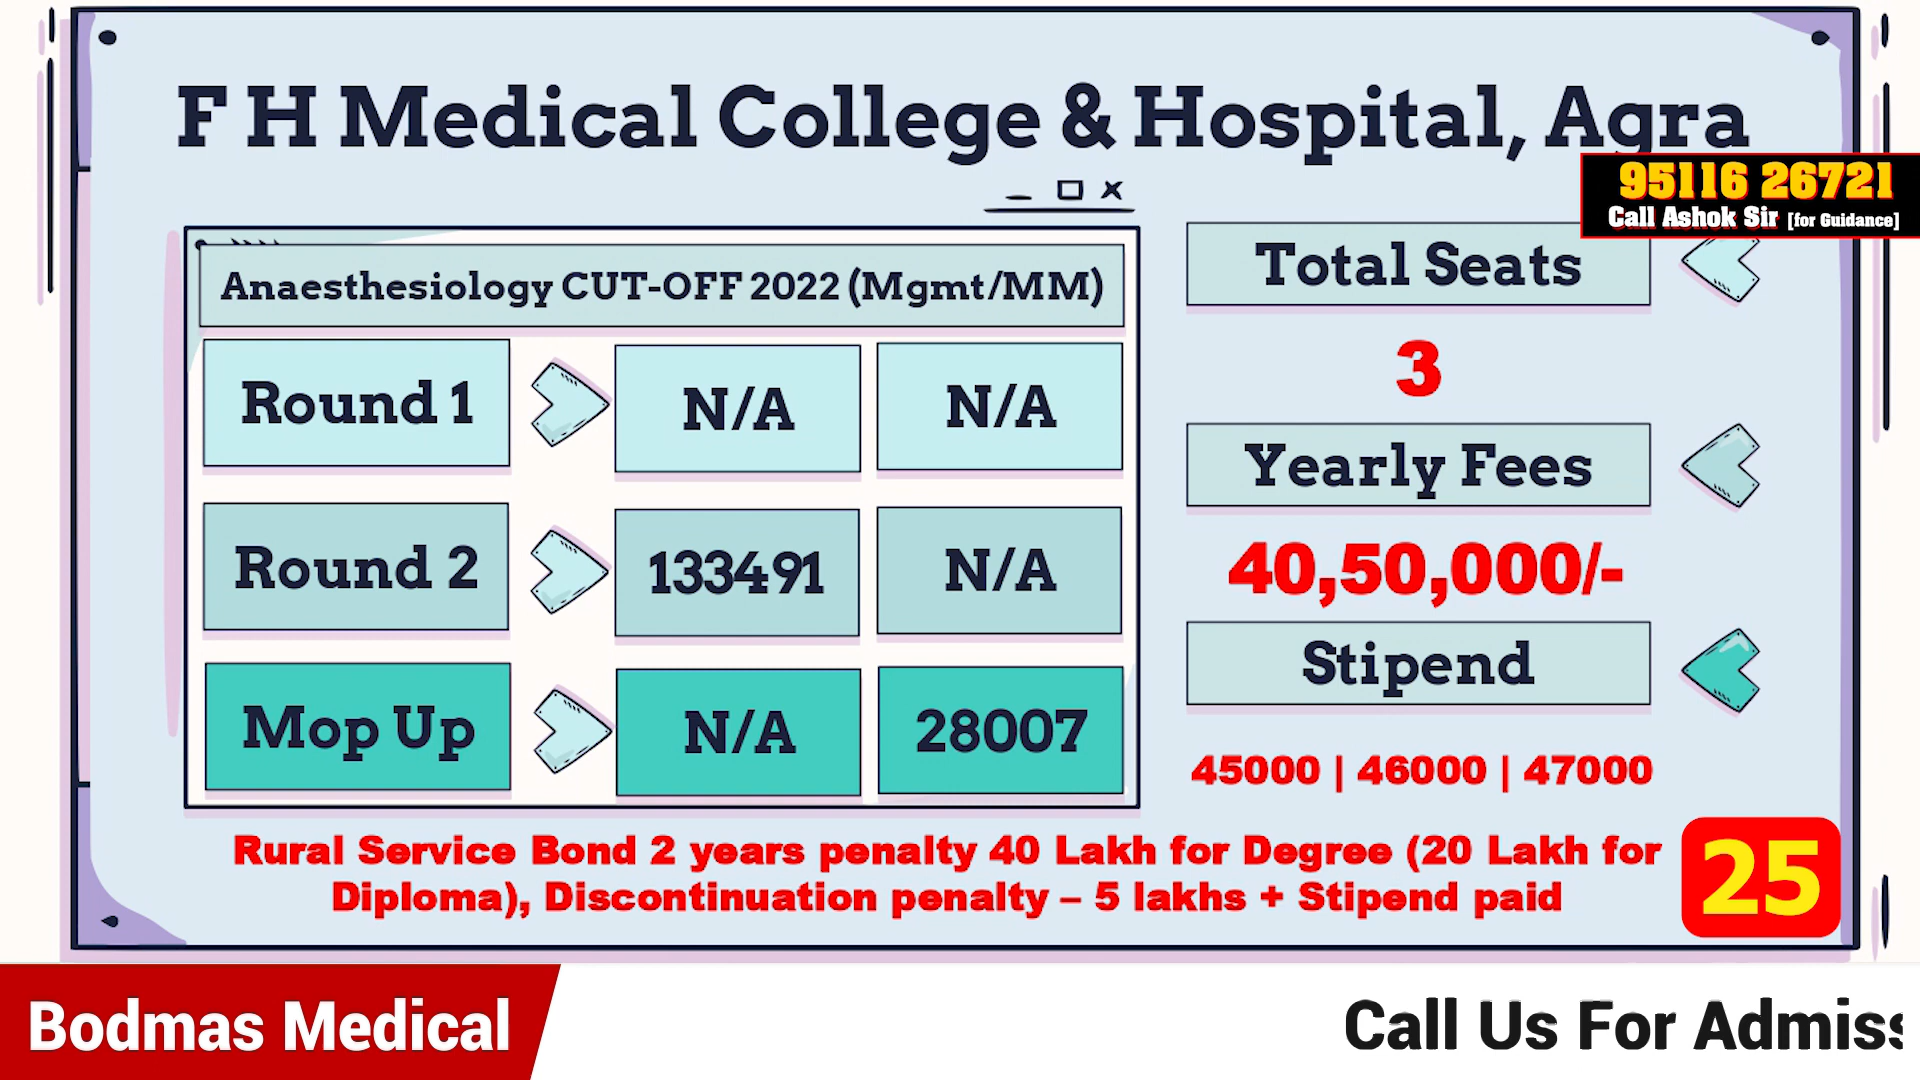 F H Medical College & Hospital, Agra
95116 26721
Call Ashok Sir [for Guidance]
Anaesthesiology CUT-OFF 2022 (Mgmt/MM)
Round 1 N/A N/A
Round 2 133491 N/A
Mop Up N/A 28007
Total Seats
3
Yearly Fees
40,50,000/-
Stipend
45000 | 46000 | 47000
Rural Service Bond 2 years penalty 40 Lakh for Degree (20 Lakh for
Diploma), Discontinuation penalty – 5 lakhs + Stipend paid
25
Bodmas Medical
Call Us For Admiss